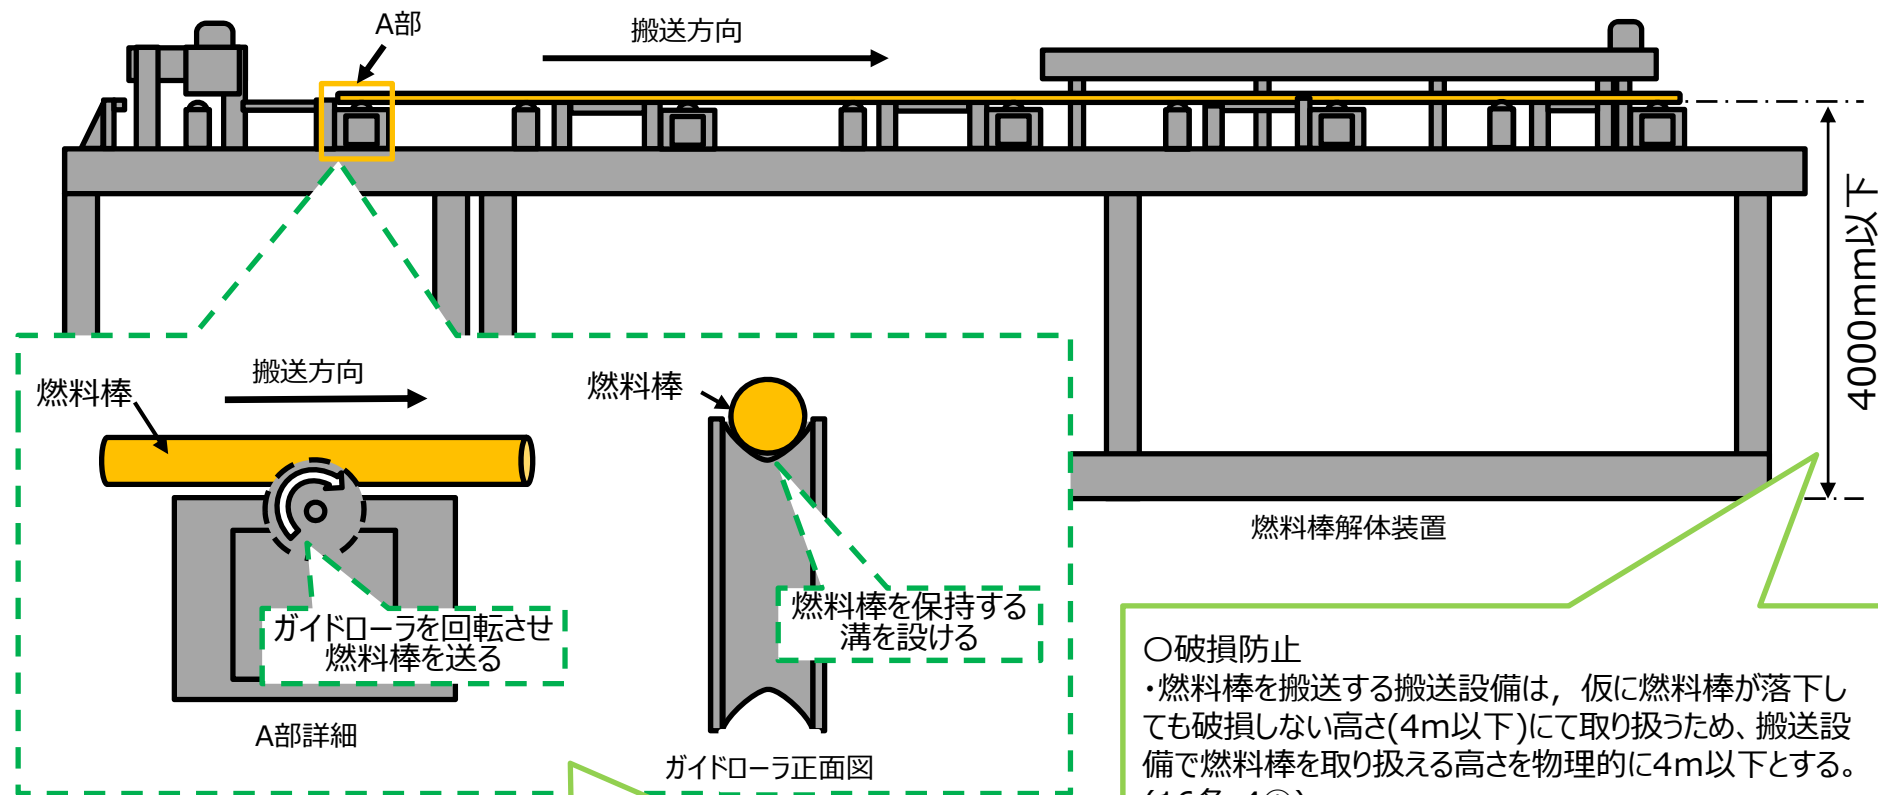 A部
搬送方向
4000mm以下
搬送方向
燃料棒
燃料棒
燃料棒を保持する
溝を設ける
ガイドローラを回転させ
燃料棒を送る
A部詳細
ガイドローラ正面図
燃料棒解体装置
○破損防止
・燃料棒を搬送する搬送設備は，仮に燃料棒が落下し
ても破損しない高さ(4m以下)にて取り扱うため、搬送設
備で燃料棒を取り扱える高さを物理的に4m以下とする。